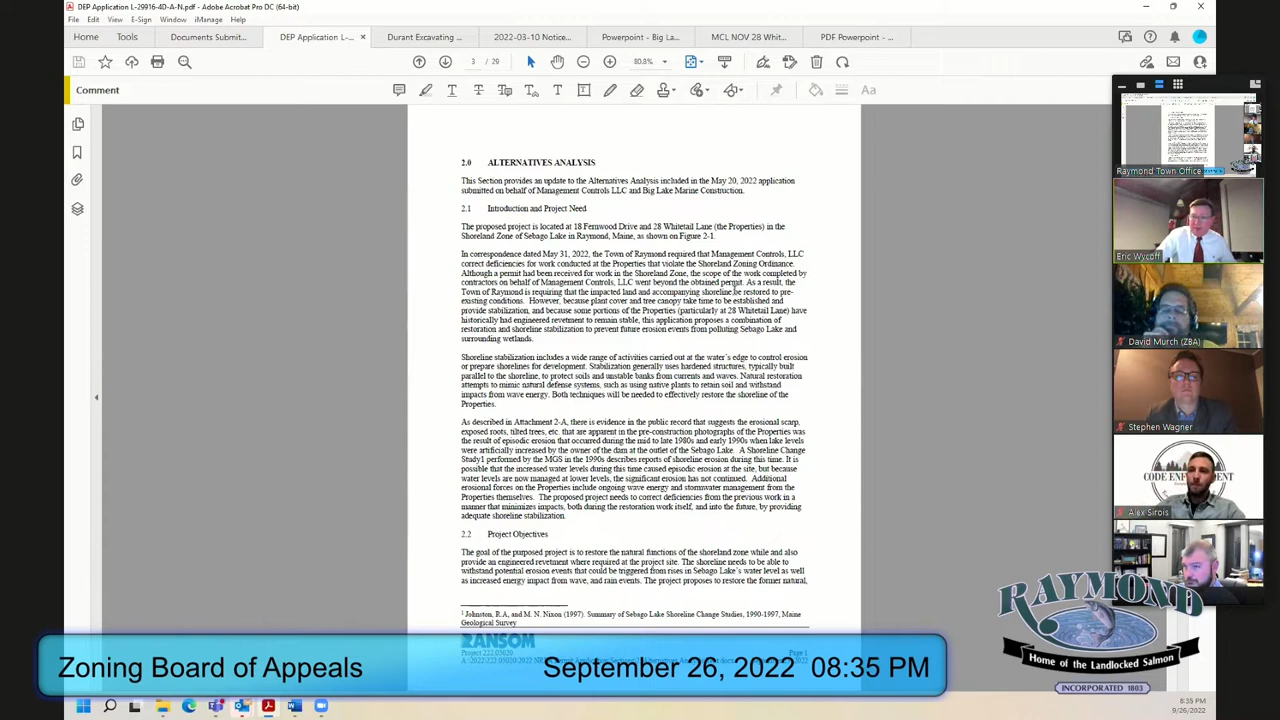 DEP Application L-29916-4D-A-N.pdf - Adobe Acrobat Pro DC (64-bit)
File Edit View E-Sign Window iManage Help
Home Tools Documents Submit... DEP Application L-... × Durant Excavating ... 2022-03-10 Notice... Powerpoint - Big La... MCL NOV 28 Whit... PDF Powerpoint - ...
3 / 29 80.8%
Comment
2.0 ALTERNATIVES ANALYSIS
This Section provides an update to the Alternatives Analysis included in the May 20, 2022 application
submitted on behalf of Management Controls LLC and Big Lake Marine Construction.
2.1 Introduction and Project Need
The proposed project is located at 18 Fernwood Drive and 28 Whitetail Lane (the Properties) in the
Shoreland Zone of Sebago Lake in Raymond, Maine, as shown on Figure 2-1.
In correspondence dated May 31, 2022, the Town of Raymond required that Management Controls, LLC
correct deficiencies for work conducted at the Properties that violate the Shoreland Zoning Ordinance.
Although a permit had been received for work in the Shoreland Zone, the scope of the work completed by
contractors on behalf of Management Controls, LLC went beyond the obtained permit. As a result, the
Town of Raymond is requiring that the impacted land and accompanying shoreline be restored to pre-
existing conditions. However, because plant cover and tree canopy take time to be established and
provide stabilization, and because some portions of the Properties (particularly at 28 Whitetail Lane) have
historically had engineered revetment to remain stable, this application proposes a combination of
restoration and shoreline stabilization to prevent future erosion events from polluting Sebago Lake and
surrounding wetlands.
Shoreline stabilization includes a wide range of activities carried out at the water's edge to control erosion
or prepare shorelines for development. Stabilization generally uses hardened structures, typically built
parallel to the shoreline, to protect soils and unstable banks from currents and waves. Natural restoration
attempts to mimic natural defense systems, such as using native plants to retain soil and withstand
impacts from wave energy. Both techniques will be needed to effectively restore the shoreline of the
Properties.
As described in Attachment 2-A, there is evidence in the public record that suggests the erosional scarp,
exposed roots, tilted trees, etc. that are apparent in the pre-construction photographs of the Properties was
the result of episodic erosion that occurred during the mid to late 1980s and early 1990s when lake levels
were artificially increased by the owner of the dam at the outlet of the Sebago Lake. A Shoreline Change
Study1 performed by the MGS in the 1990s describes reports of shoreline erosion during this time. It is
possible that the increased water levels during this time caused episodic erosion at the site, but because
water levels are now managed at lower levels, the significant erosion has not continued. Additional
erosional forces on the Properties include ongoing wave energy and stormwater management from the
Properties themselves. The proposed project needs to correct deficiencies from the previous work in a
manner that minimizes impacts, both during the restoration work itself, and into the future, by providing
adequate shoreline stabilization.
2.2 Project Objectives
The goal of the purposed project is to restore the natural functions of the shoreland zone while and also
provide an engineered revetment where required at the project site. The shoreline needs to be able to
withstand potential erosion events that could be triggered from rises in Sebago Lake's water level as well
as increased energy impact from wave, and rain events. The project proposes to restore the former natural,
1 Johnston, R.A, and M. N. Nixon (1997). Summary of Sebago Lake Shoreline Change Studies, 1990-1997, Maine
Geological Survey
RANSOM
Project 222.05020 Page 1
Raymond Town Office
Eric Wycoff
David Murch (ZBA)
Stephen Wagner
CODE ENFORCEMENT
Alex Sirois
RAYMOND
Home of the Landlocked Salmon
INCORPORATED 1803
Zoning Board of Appeals September 26, 2022 08:35 PM
8:35 PM
9/26/2022